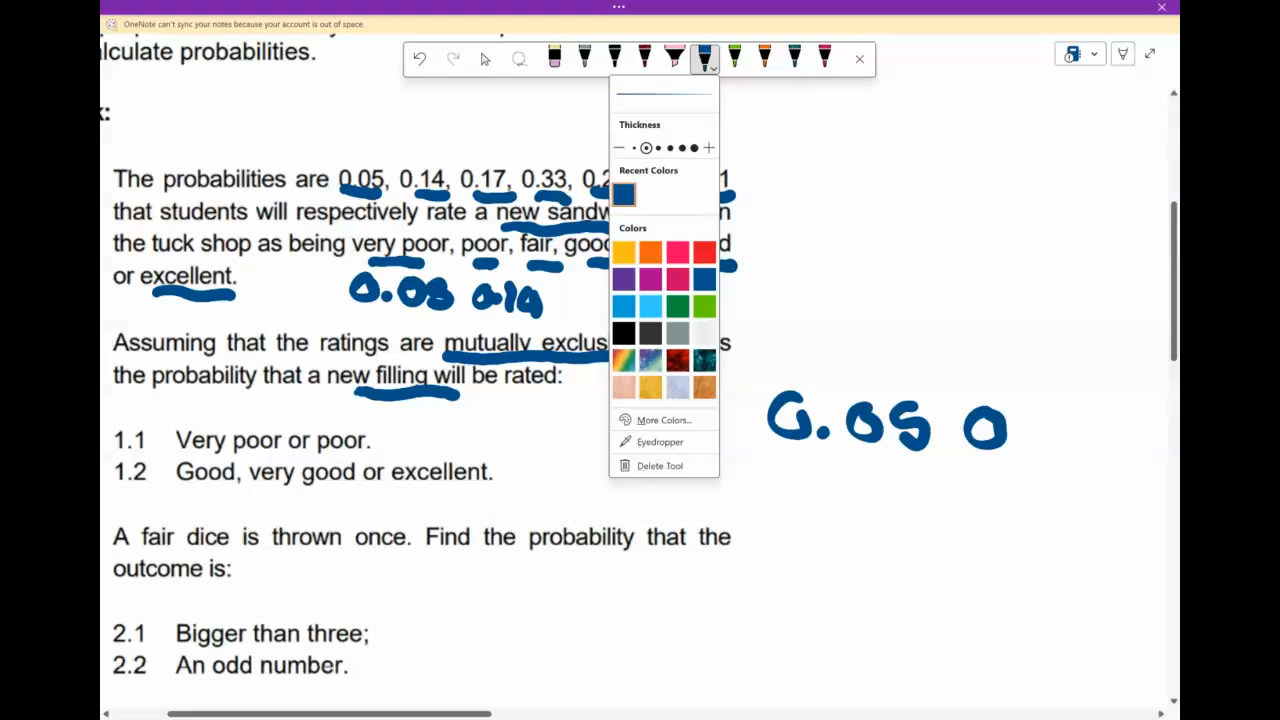 OneNote can't sync your notes because your account is out of space.
lculate probabilities.
k:
The probabilities are 0.05, 0.14, 0.17, 0.33, 0.2 1
that students will respectively rate a new sandw n
the tuck shop as being very poor, poor, fair, good d
or excellent.
0.05 0.14
Assuming that the ratings are mutually exclus s
the probability that a new filling will be rated:
1.1 Very poor or poor.
1.2 Good, very good or excellent.
A fair dice is thrown once. Find the probability that the
outcome is:
2.1 Bigger than three;
2.2 An odd number.
Thickness
Recent Colors
Colors
More Colors...
Eyedropper
Delete Tool
0.05 0